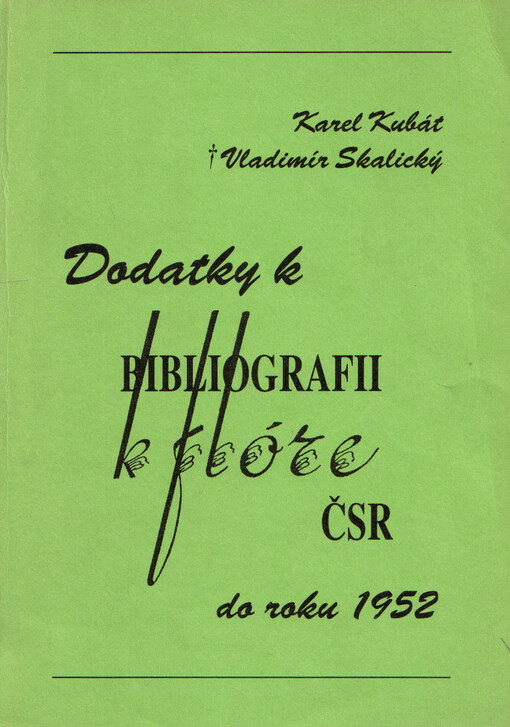 Karel Kubát
† Vladimír Skalický
Dodatky k
BIBLIOGRAFII
k flóře
ČSR
do roku 1952